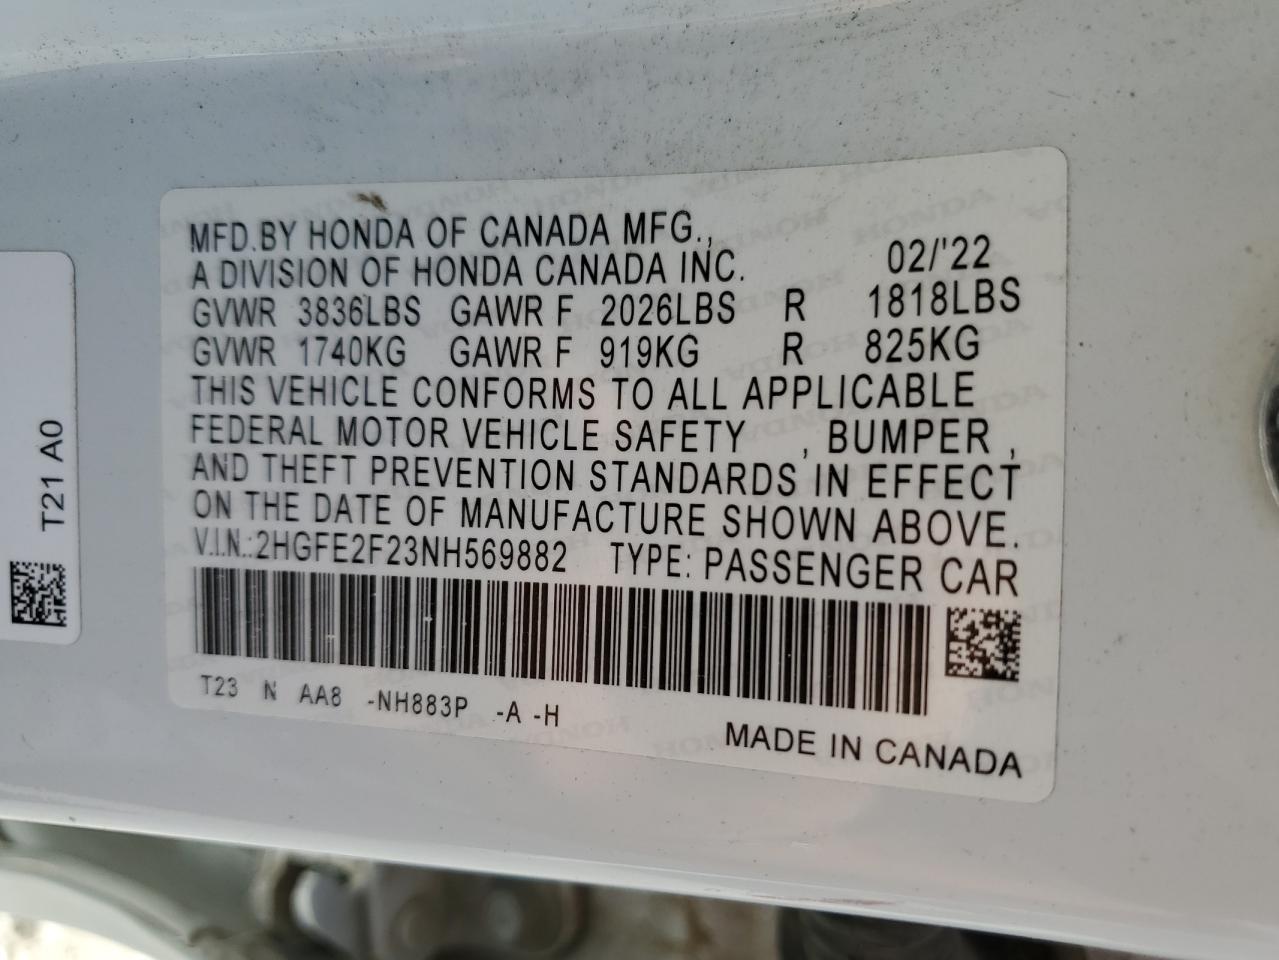 MFD.BY HONDA OF CANADA MFG.,
A DIVISION OF HONDA CANADA INC. 02/'22
GVWR 3836LBS GAWR F 2026LBS R 1818LBS
GVWR 1740KG GAWR F 919KG R 825KG
THIS VEHICLE CONFORMS TO ALL APPLICABLE
FEDERAL MOTOR VEHICLE SAFETY , BUMPER ,
AND THEFT PREVENTION STANDARDS IN EFFECT
ON THE DATE OF MANUFACTURE SHOWN ABOVE.
V.I.N.:2HGFE2F23NH569882 TYPE: PASSENGER CAR
T23 N AA8 -NH883P -A -H
MADE IN CANADA
T21 A0